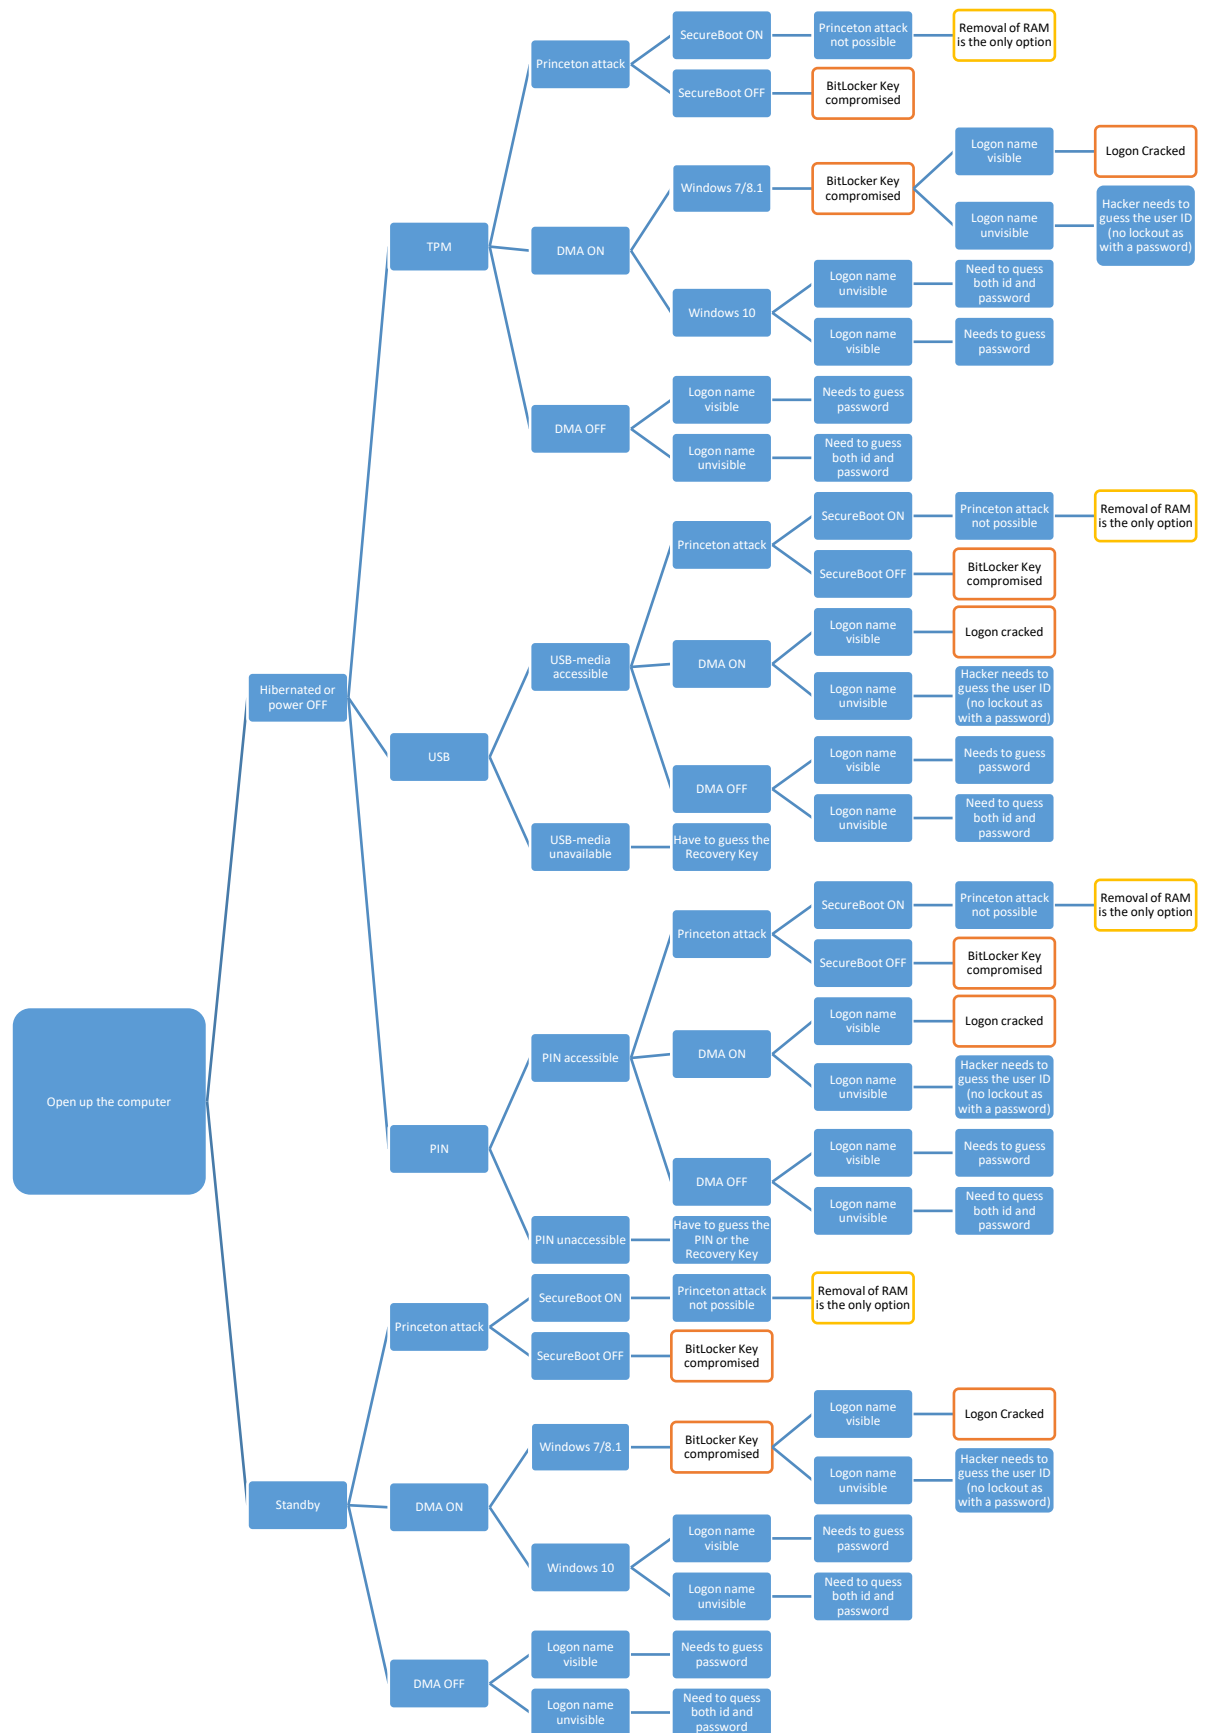 Open up the computer
Hibernated or
power OFF
TPM
Princeton attack
SecureBoot ON
Princeton attack
not possible
Removal of RAM
is the only option
SecureBoot OFF
BitLocker Key
compromised
DMA ON
Windows 7/8.1
BitLocker Key
compromised
Logon name
visible
Logon Cracked
Logon name
unvisible
Hacker needs to
guess the user ID
(no lockout as
with a password)
Windows 10
Logon name
unvisible
Need to quess
both id and
password
Logon name
visible
Needs to guess
password
DMA OFF
Logon name
visible
Needs to guess
password
Logon name
unvisible
Need to guess
both id and
password
USB
USB-media
accessible
Princeton attack
SecureBoot ON
Princeton attack
not possible
Removal of RAM
is the only option
SecureBoot OFF
BitLocker Key
compromised
DMA ON
Logon name
visible
Logon cracked
Logon name
unvisible
Hacker needs to
guess the user ID
(no lockout as
with a password)
DMA OFF
Logon name
visible
Needs to guess
password
Logon name
unvisible
Need to quess
both id and
password
USB-media
unavailable
Have to guess the
Recovery Key
PIN
PIN accessible
Princeton attack
SecureBoot ON
Princeton attack
not possible
Removal of RAM
is the only option
SecureBoot OFF
BitLocker Key
compromised
DMA ON
Logon name
visible
Logon cracked
Logon name
unvisible
Hacker needs to
guess the user ID
(no lockout as
with a password)
DMA OFF
Logon name
visible
Needs to guess
password
Logon name
unvisible
Need to quess
both id and
password
PIN unaccessible
Have to guess the
PIN or the
Recovery Key
Standby
Princeton attack
SecureBoot ON
Princeton attack
not possible
Removal of RAM
is the only option
SecureBoot OFF
BitLocker Key
compromised
DMA ON
Windows 7/8.1
BitLocker Key
compromised
Logon name
visible
Logon Cracked
Logon name
unvisible
Hacker needs to
guess the user ID
(no lockout as
with a password)
Windows 10
Logon name
visible
Needs to guess
password
Logon name
unvisible
Need to quess
both id and
password
DMA OFF
Logon name
visible
Needs to guess
password
Logon name
unvisible
Need to quess
both id and
password